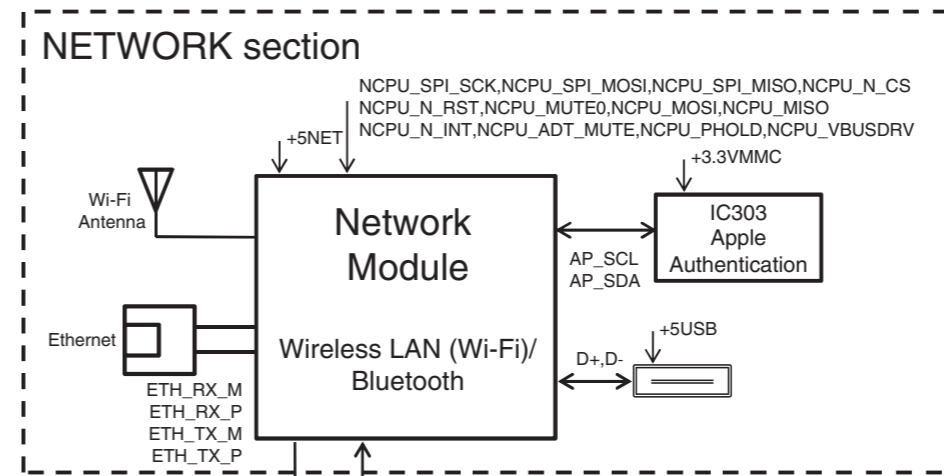 NETWORK section
NCPU_SPI_SCK,NCPU_SPI_MOSI,NCPU_SPI_MISO,NCPU_N_CS
NCPU_N_RST,NCPU_MUTE0,NCPU_MOSI,NCPU_MISO
NCPU_N_INT,NCPU_ADT_MUTE,NCPU_PHOLD,NCPU_VBUSDRV
+5NET
+3.3VMMC
Wi-Fi
Antenna
Network
Module
Wireless LAN (Wi-Fi)/
Bluetooth
IC303
Apple
Authentication
AP_SCL
AP_SDA
Ethernet
ETH_RX_M
ETH_RX_P
ETH_TX_M
ETH_TX_P
+5USB
D+,D-